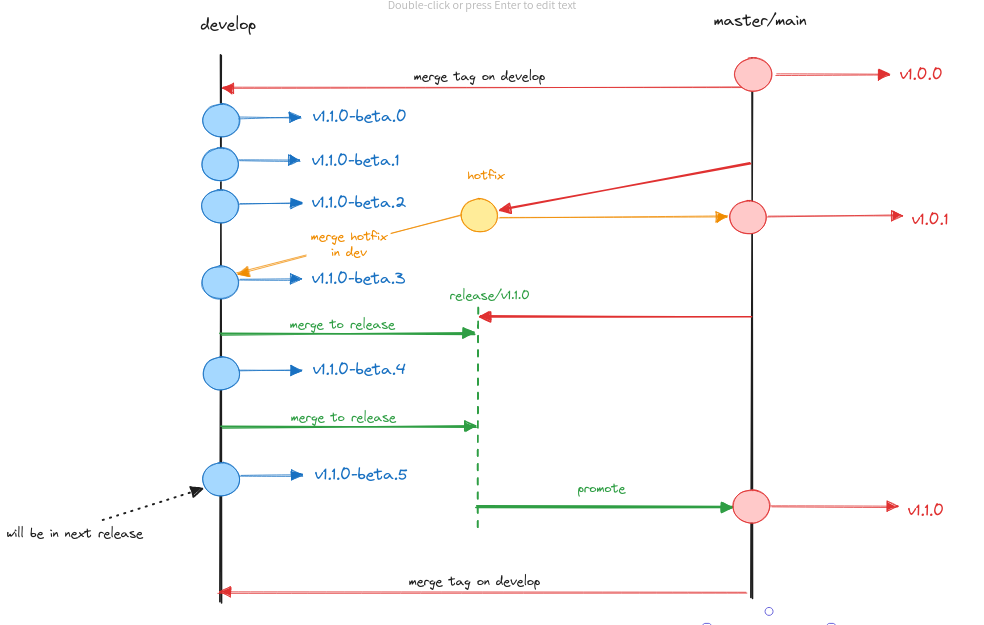 Double-click or press Enter to edit text
develop
master/main
merge tag on develop
v1.0.0
v1.1.0-beta.0
v1.1.0-beta.1
hotfix
v1.1.0-beta.2
v1.0.1
merge hotfix
in dev
v1.1.0-beta.3
release/v1.1.0
merge to release
v1.1.0-beta.4
merge to release
v1.1.0-beta.5
promote
v1.1.0
will be in next release
merge tag on develop